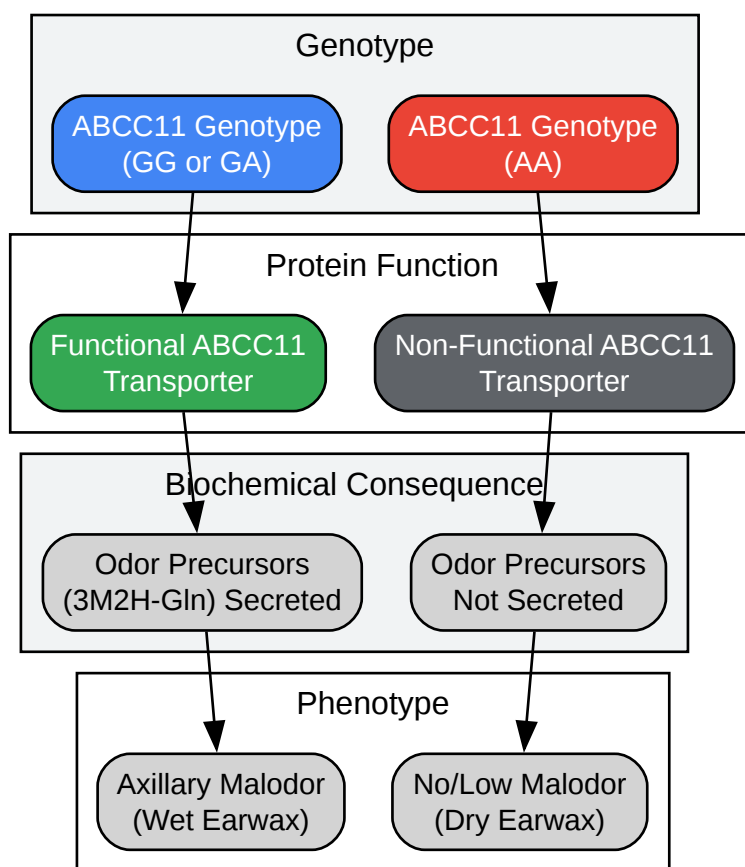 Genotype
ABCC11 Genotype
(GG or GA)
ABCC11 Genotype
(AA)
Protein Function
Functional ABCC11
Transporter
Non-Functional ABCC11
Transporter
Biochemical Consequence
Odor Precursors
(3M2H-Gln) Secreted
Odor Precursors
Not Secreted
Phenotype
Axillary Malodor
(Wet Earwax)
No/Low Malodor
(Dry Earwax)